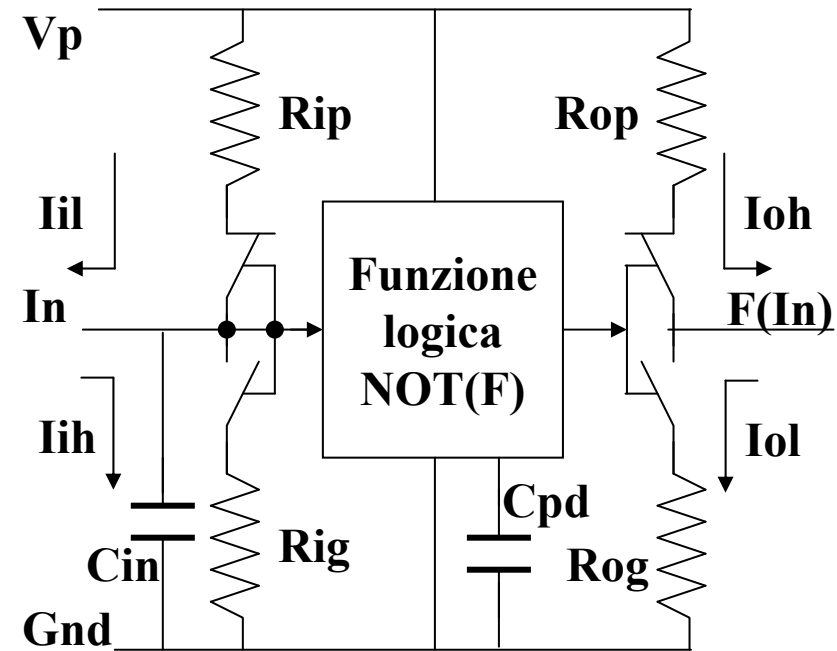 Vp
Rip
Rop
Iil
Ioh
In
Funzione
logica
NOT(F)
F(In)
Iih
Iol
Cpd
Cin
Rig
Rog
Gnd